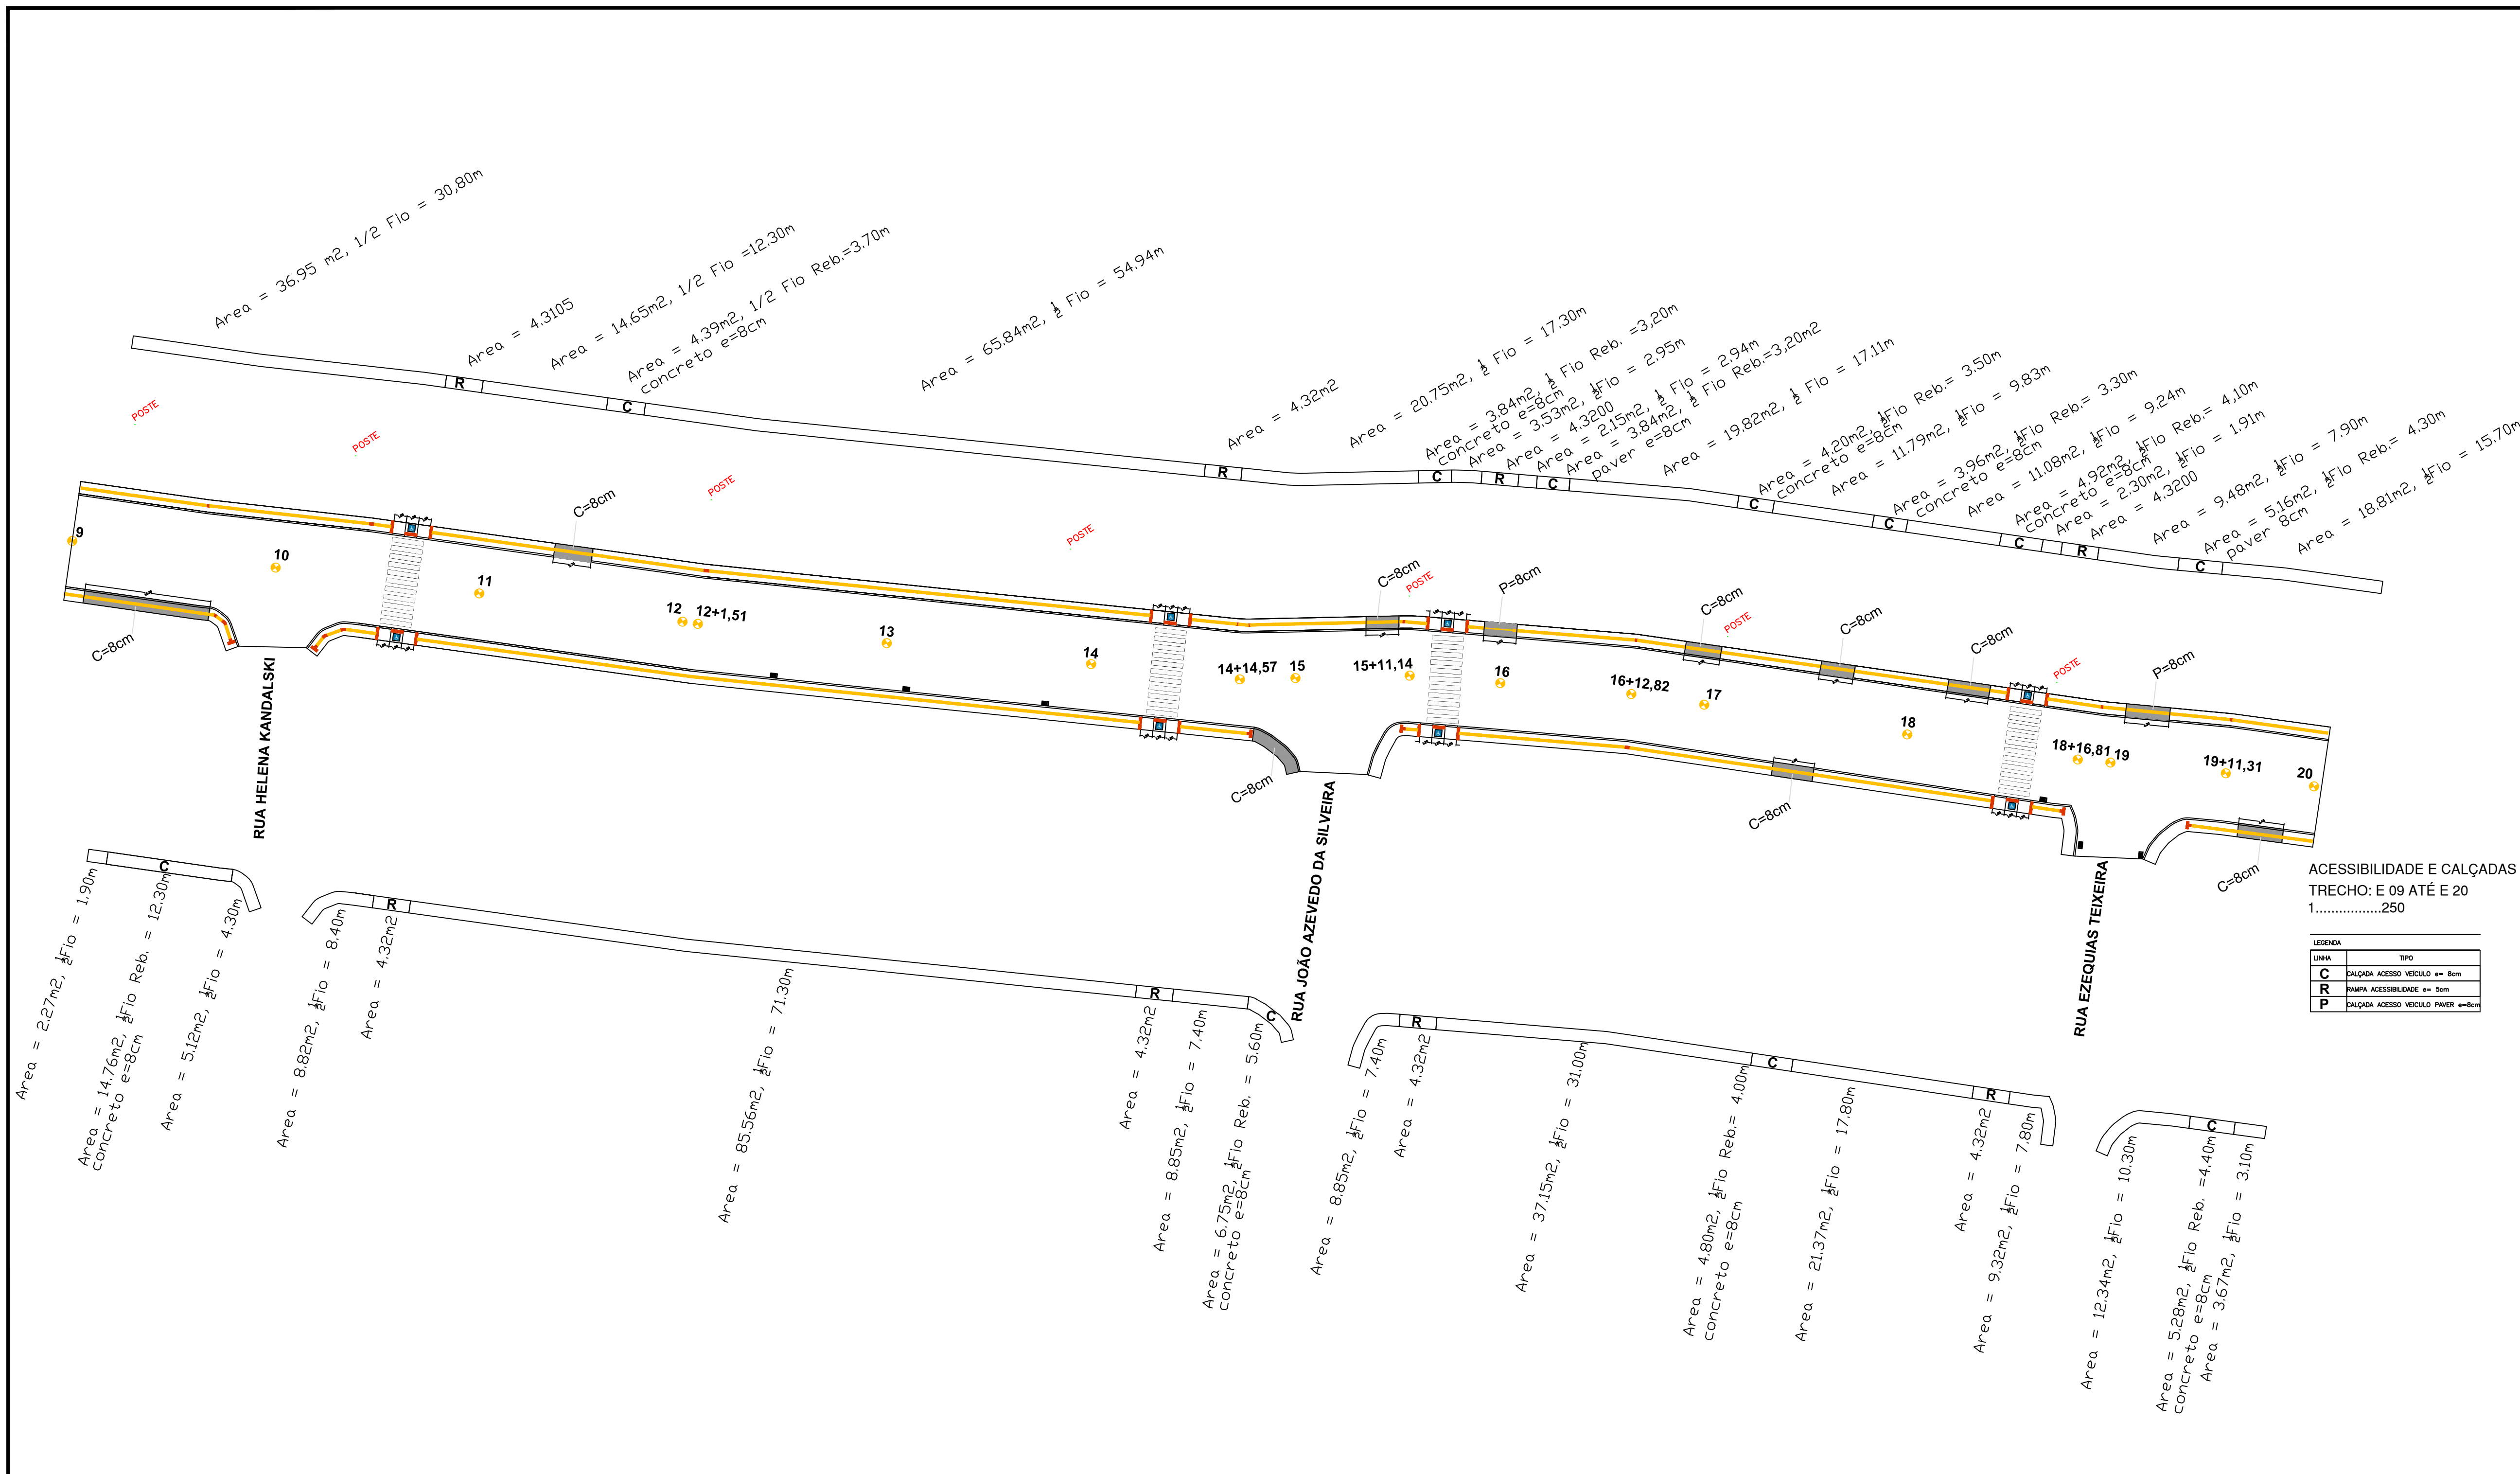 Area = 36.95 m2, 1/2 Fio = 30,80m
Area = 4.3105
Area = 14.65m2, 1/2 Fio =12.30m
Area = 4.39m2, 1/2 Fio Reb.=3.70m
concreto e=8cm
Area = 65.84m2, 1/2 Fio = 54.94m
Area = 4.32m2
Area = 20.75m2, 1/2 Fio = 17.30m
Area = 3.84m2, 1/2 Fio Reb. =3,20m
concreto e=8cm
Area = 3.53m2, 1/2Fio = 2.95m
Area = 4.3200
Area = 2.15m2, 1/2 Fio = 2.94m
Area = 3.84m2, 1/2 Fio Reb.=3,20m2
paver e=8cm
Area = 19.82m2, 1/2 Fio = 17.11m
Area = 4.20m2, 1/2Fio Reb.= 3.50m
concreto e=8cm
Area = 11.79m2, 1/2Fio = 9.83m
Area = 3.96m2, 1/2Fio Reb.= 3.30m
concreto e=8cm
Area = 11.08m2, 1/2Fio = 9.24m
Area = 4.92m2, 1/2Fio Reb.= 4,10m
concreto e=8cm
Area = 2.30m2, 1/2Fio = 1.91m
Area = 4.3200
Area = 9.48m2, 1/2Fio = 7.90m
Area = 5,16m2, 1/2Fio Reb.= 4.30m
paver 8cm
Area = 18.81m2, 1/2Fio = 15.70m
R
C
R
C
R
C
C
C
C
R
C
POSTE
POSTE
POSTE
POSTE
POSTE
POSTE
POSTE
C=8cm
C=8cm
P=8cm
C=8cm
C=8cm
C=8cm
P=8cm
9
10
11
12
12+1,51
13
14
14+14,57
15
15+11,14
16
16+12,82
17
18
18+16,81
19
19+11,31
20
C=8cm
C=8cm
C=8cm
C=8cm
RUA HELENA KANDALSKI
RUA JOÃO AZEVEDO DA SILVEIRA
RUA EZEQUIAS TEIXEIRA
C
R
R
C
R
C
R
C
Area = 2.27m2, 1/2Fio = 1.90m
Area = 14.76m2, 1/2Fio Reb. = 12.30m
concreto e=8cm
Area = 5.12m2, 1/2Fio = 4.30m
Area = 8.82m2, 1/2Fio = 8.40m
Area = 4.32m2
Area = 85.56m2, 1/2Fio = 71.30m
Area = 4.32m2
Area = 8.85m2, 1/2Fio = 7.40m
Area = 6.75m2, 1/2Fio Reb. = 5.60m
concreto e=8cm
Area = 8.85m2, 1/2Fio = 7.40m
Area = 4.32m2
Area = 37.15m2, 1/2Fio = 31.00m
Area = 4.80m2, 1/2Fio Reb.= 4.00m
concreto e=8cm
Area = 21.37m2, 1/2Fio = 17.80m
Area = 4.32m2
Area = 9.32m2, 1/2Fio = 7.80m
Area = 12.34m2, 1/2Fio = 10.30m
Area = 5.28m2, 1/2Fio Reb. =4.40m
concreto e=8cm
Area = 3.67m2, 1/2Fio = 3.10m
ACESSIBILIDADE E CALÇADAS
TRECHO: E 09 ATÉ E 20
1.................250
LEGENDA
LINHA TIPO
C CALÇADA ACESSO VEÍCULO e= 8cm
R RAMPA ACESSIBILIDADE e= 5cm
P CALÇADA ACESSO VEICULO PAVER e=8cm